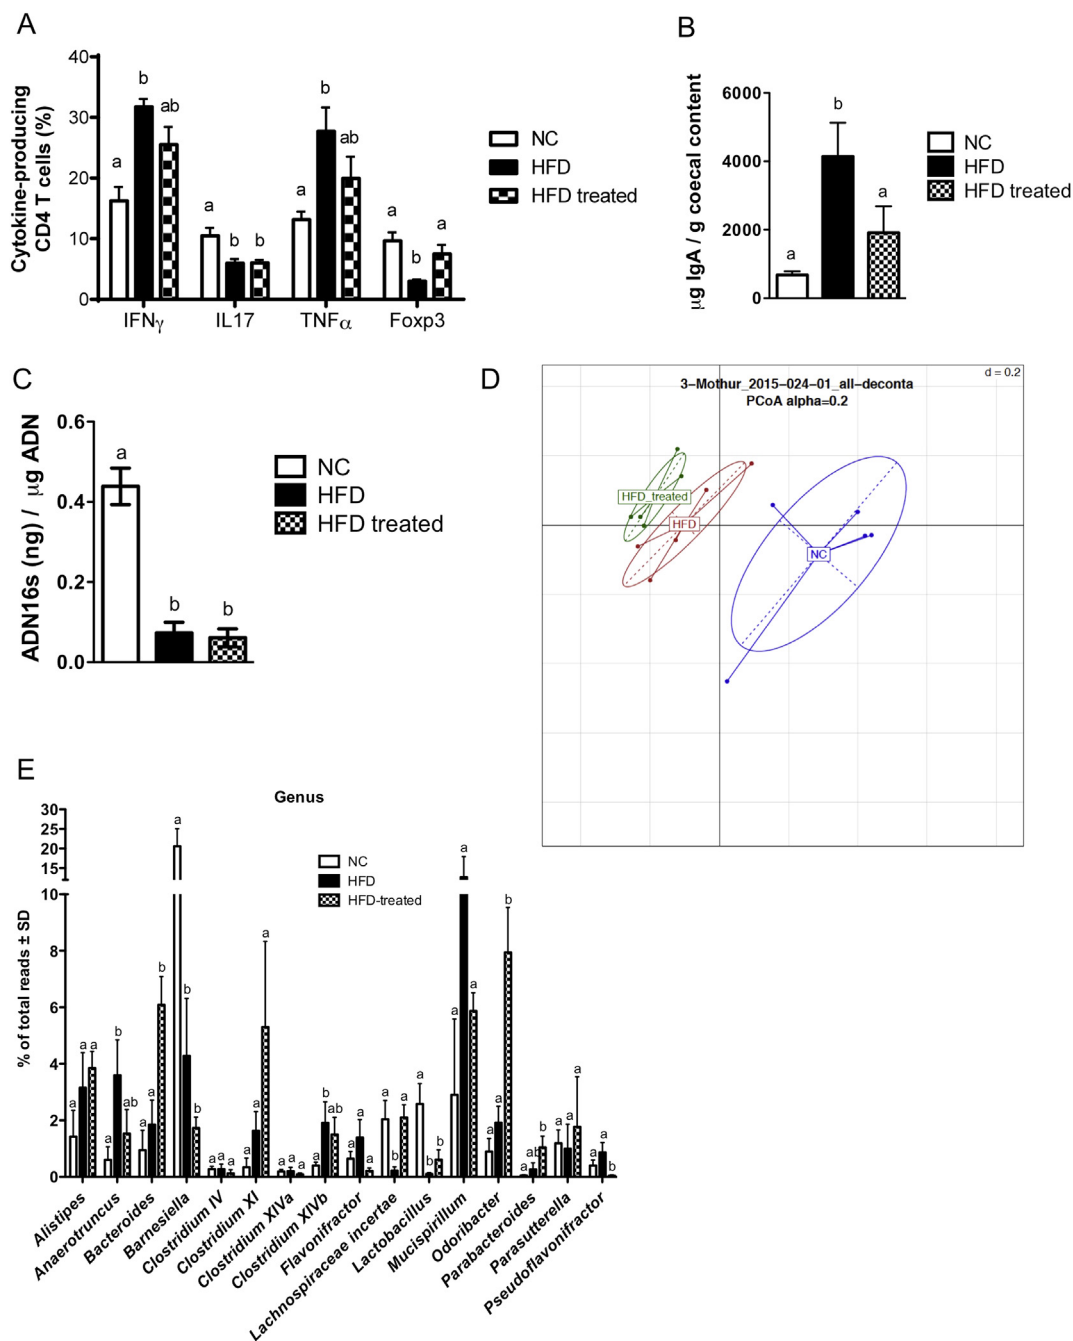 A
Cytokine-producing
CD4 T cells (%)
40
30
20
10
0
a
b
ab
a
b
b
a
b
ab
a
b
a
IFNγ
IL17
TNFα
Foxp3
NC
HFD
HFD treated
B
μg IgA / g coecal content
6000
4000
2000
0
a
b
a
NC
HFD
HFD treated
C
ADN16s (ng) / μg ADN
0.6
0.4
0.2
0.0
a
b
b
NC
HFD
HFD treated
D
d = 0.2
3-Mothur_2015-024-01_all-deconta
PCoA alpha=0.2
HFD_treated
HFD
NC
E
Genus
% of total reads ± SD
30
25
20
15
10
8
6
4
2
0
NC
HFD
HFD-treated
a a a
a b ab
a a b
a b b
a a a
a a a
a a a
a b ab
a a a
a b a
a b b
a a a
a a b
a ab b
a a a
a a b
Alistipes
Anaerotruncus
Bacteroides
Barnesiella
Clostridium IV
Clostridium XI
Clostridium XIVa
Clostridium XIVb
Flavonifractor
Lachnospiraceae incertae
Lactobacillus
Mucispirillum
Odoribacter
Parabacteroides
Parasutterella
Pseudoflavonifractor